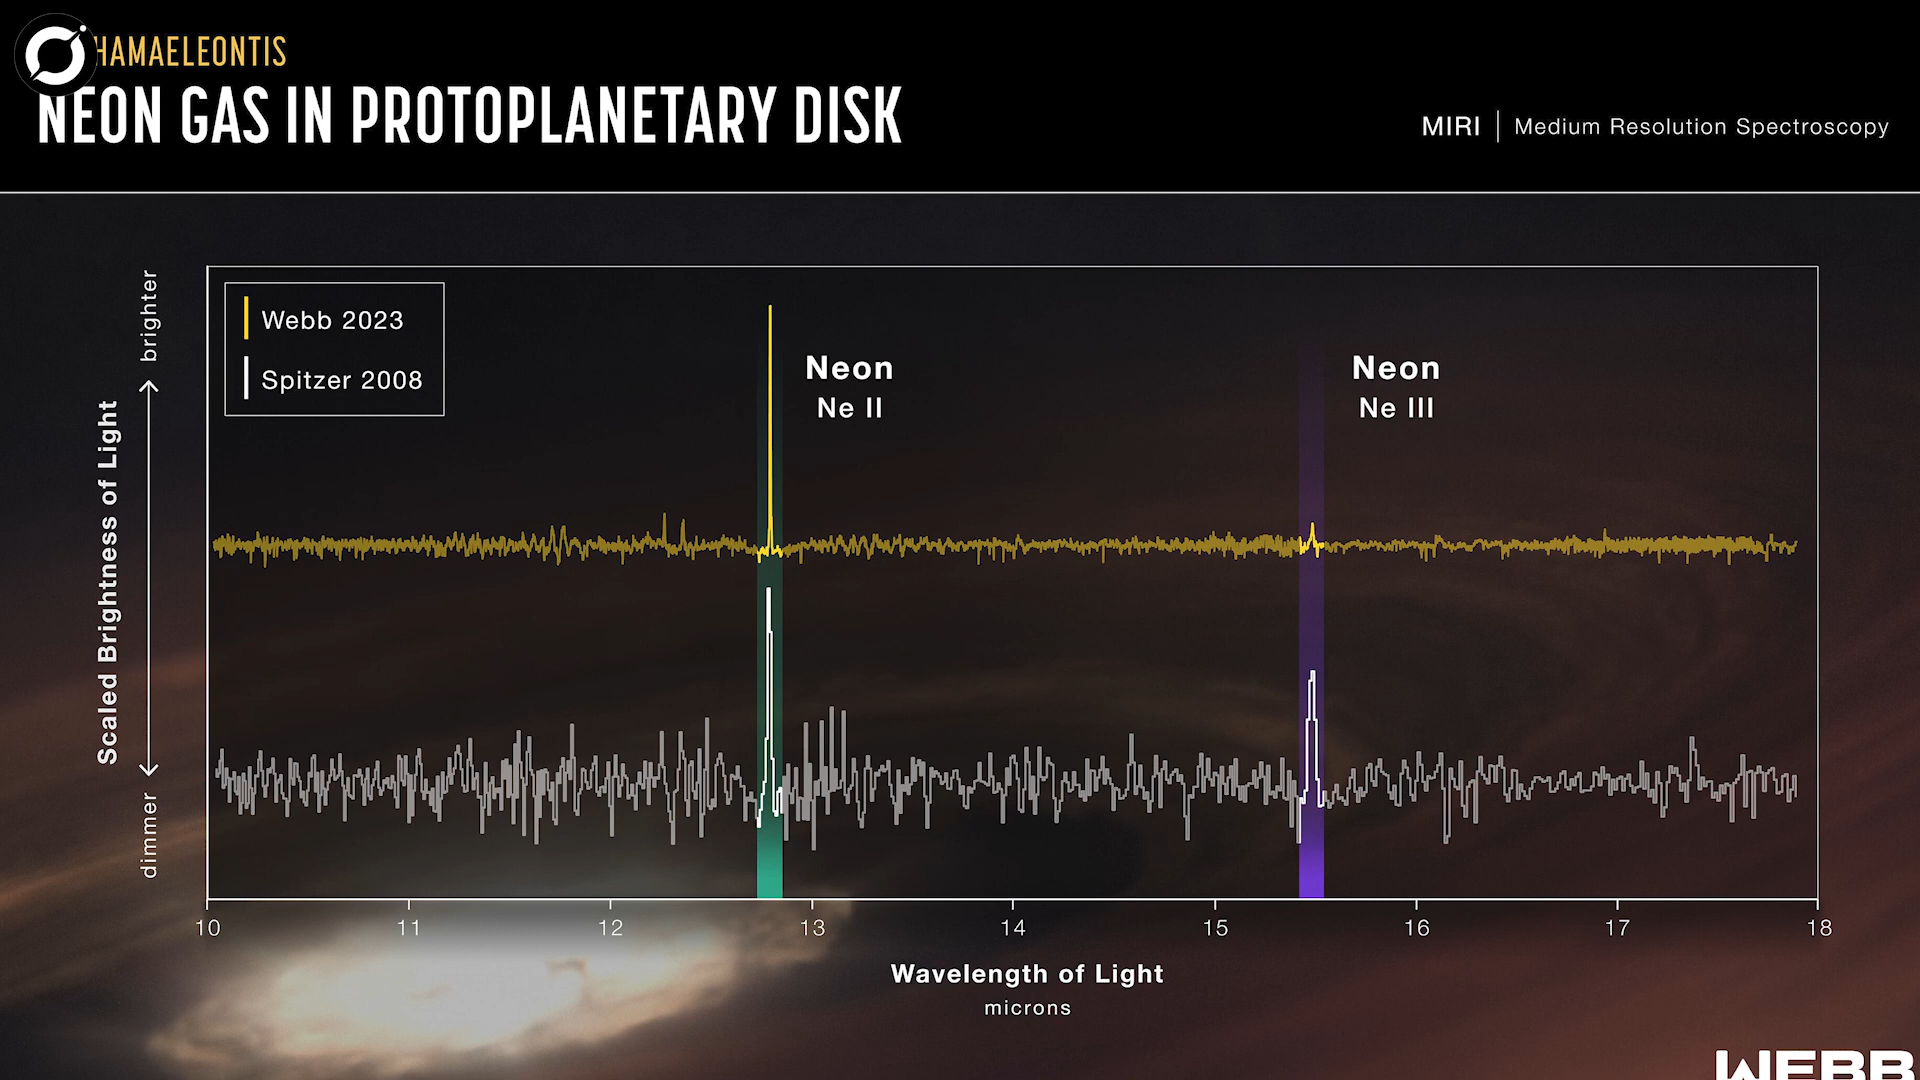 HAMAELEONTIS
NEON GAS IN PROTOPLANETARY DISK
MIRI | Medium Resolution Spectroscopy
brighter
Scaled Brightness of Light
dimmer
Webb 2023
Spitzer 2008
Neon
Ne II
Neon
Ne III
10 11 12 13 14 15 16 17 18
Wavelength of Light
microns
WEBB